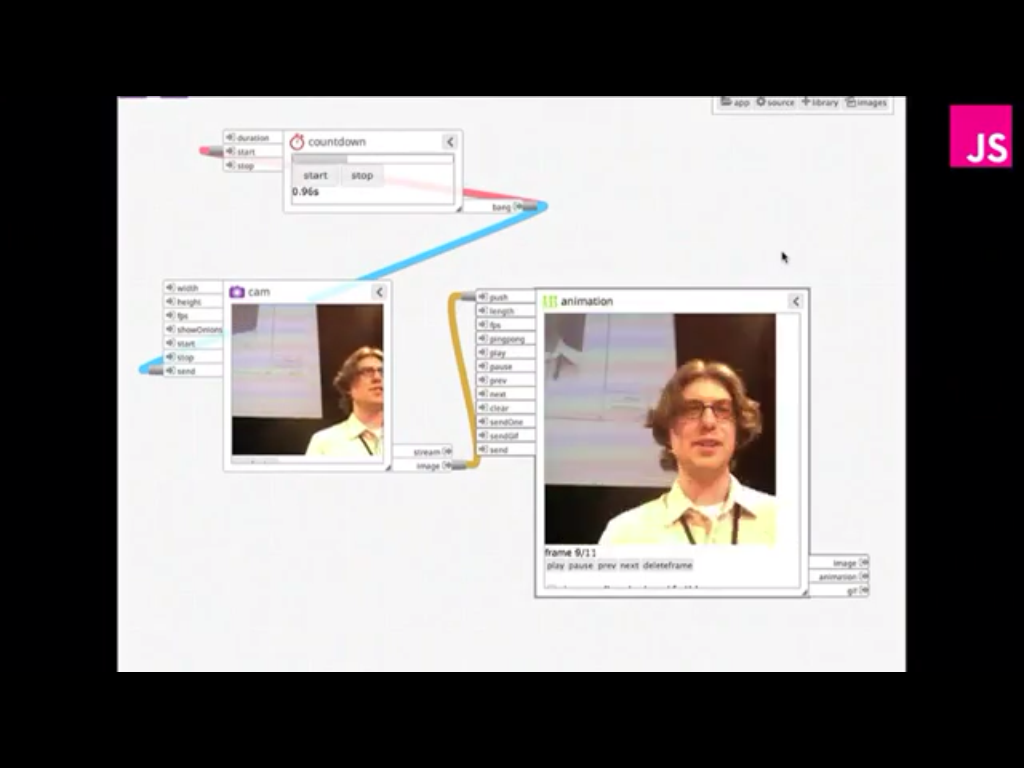 app source library images
JS
duration
start
stop
countdown
start stop
0.96s
bang
width
height
fps
showOnions
start
stop
send
cam
stream
image
push
length
fps
pingpong
play
pause
prev
next
clear
sendOne
sendGif
send
animation
frame 9/11
play pause prev next deleteframe
image
animation
gif